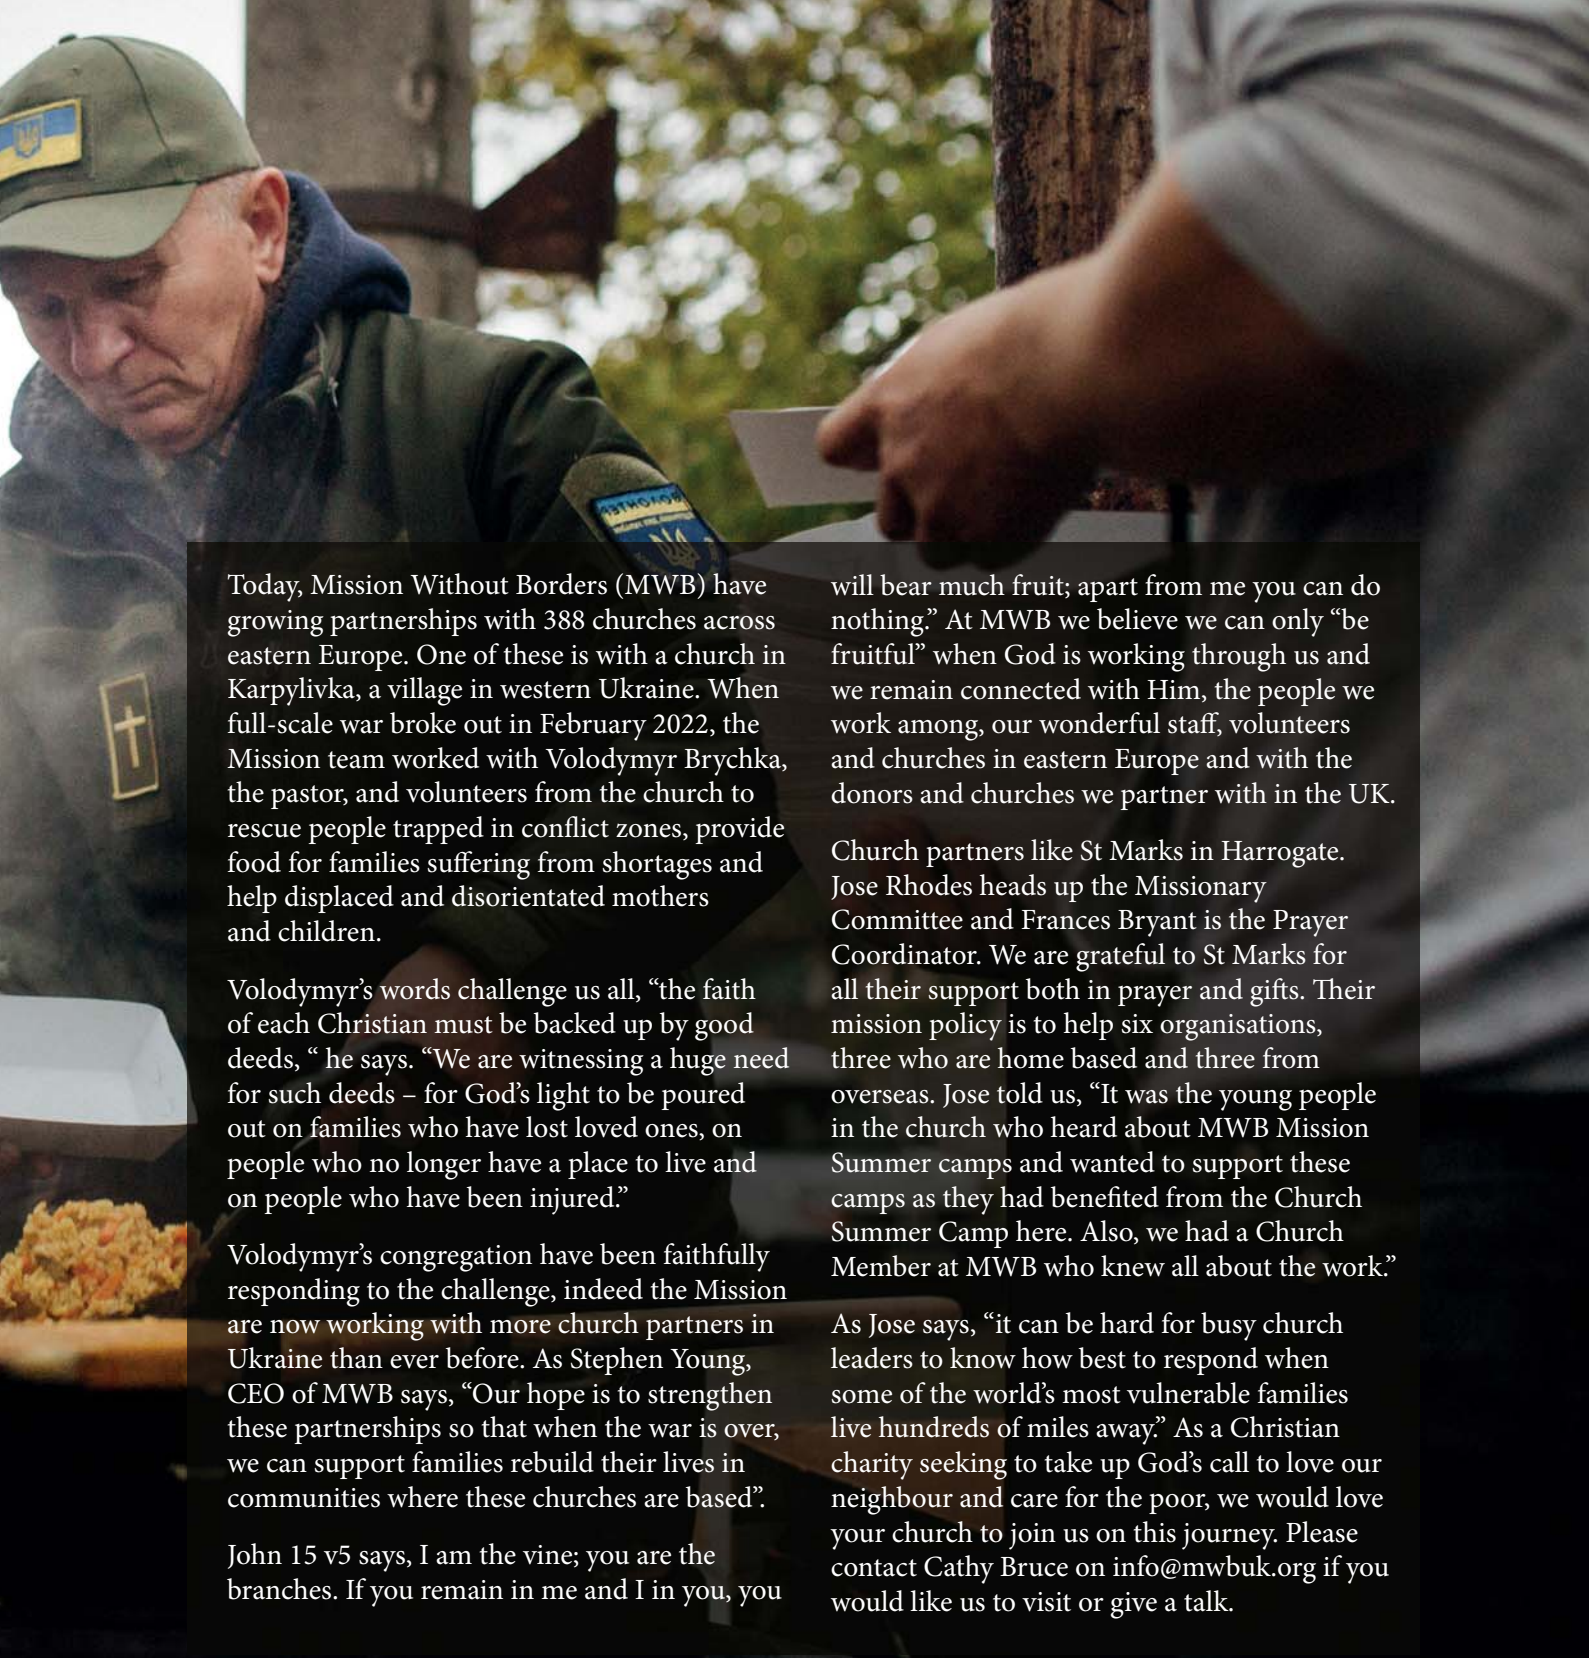 Today, Mission Without Borders (MWB) have
growing partnerships with 388 churches across
eastern Europe. One of these is with a church in
Karpylivka, a village in western Ukraine. When
full-scale war broke out in February 2022, the
Mission team worked with Volodymyr Brychka,
the pastor, and volunteers from the church to
rescue people trapped in conflict zones, provide
food for families suffering from shortages and
help displaced and disorientated mothers
and children.
Volodymyr’s words challenge us all, “the faith
of each Christian must be backed up by good
deeds, “ he says. “We are witnessing a huge need
for such deeds – for God’s light to be poured
out on families who have lost loved ones, on
people who no longer have a place to live and
on people who have been injured.”
Volodymyr’s congregation have been faithfully
responding to the challenge, indeed the Mission
are now working with more church partners in
Ukraine than ever before. As Stephen Young,
CEO of MWB says, “Our hope is to strengthen
these partnerships so that when the war is over,
we can support families rebuild their lives in
communities where these churches are based”.
John 15 v5 says, I am the vine; you are the
branches. If you remain in me and I in you, you
will bear much fruit; apart from me you can do
nothing.” At MWB we believe we can only “be
fruitful” when God is working through us and
we remain connected with Him, the people we
work among, our wonderful staff, volunteers
and churches in eastern Europe and with the
donors and churches we partner with in the UK.
Church partners like St Marks in Harrogate.
Jose Rhodes heads up the Missionary
Committee and Frances Bryant is the Prayer
Coordinator. We are grateful to St Marks for
all their support both in prayer and gifts. Their
mission policy is to help six organisations,
three who are home based and three from
overseas. Jose told us, “It was the young people
in the church who heard about MWB Mission
Summer camps and wanted to support these
camps as they had benefited from the Church
Summer Camp here. Also, we had a Church
Member at MWB who knew all about the work.”
As Jose says, “it can be hard for busy church
leaders to know how best to respond when
some of the world’s most vulnerable families
live hundreds of miles away.” As a Christian
charity seeking to take up God’s call to love our
neighbour and care for the poor, we would love
your church to join us on this journey. Please
contact Cathy Bruce on info@mwbuk.org if you
would like us to visit or give a talk.